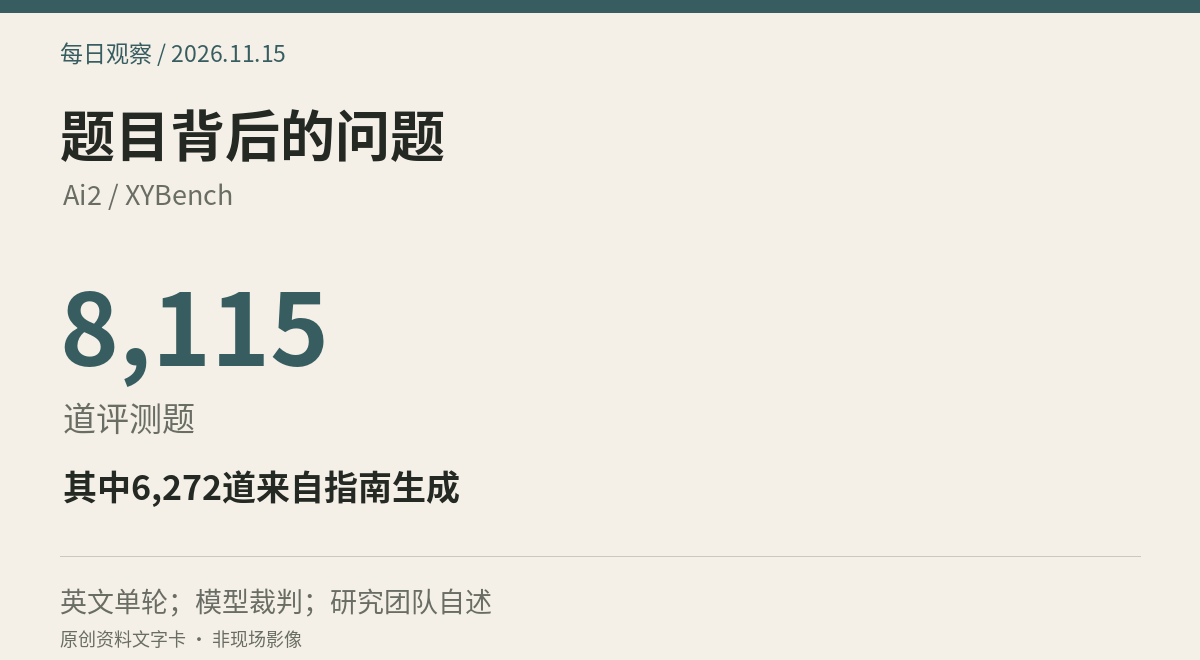 每日观察 / 2026.11.15
题目背后的问题
Ai2 / XYBench
8,115
道评测题
其中6,272道来自指南生成
英文单轮；模型裁判；研究团队自述
原创资料文字卡 · 非现场影像